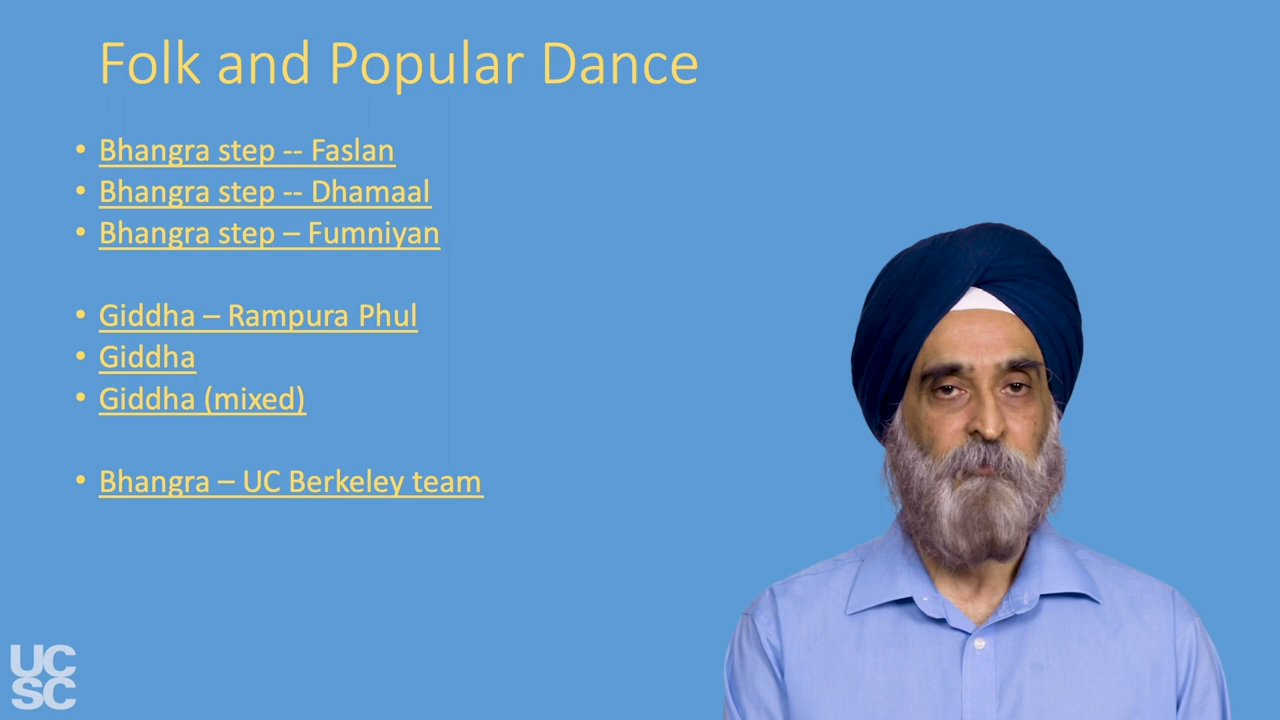 Folk and Popular Dance
• Bhangra step -- Faslan
• Bhangra step -- Dhamaal
• Bhangra step – Fumniyan
• Giddha – Rampura Phul
• Giddha
• Giddha (mixed)
• Bhangra – UC Berkeley team
UC
SC